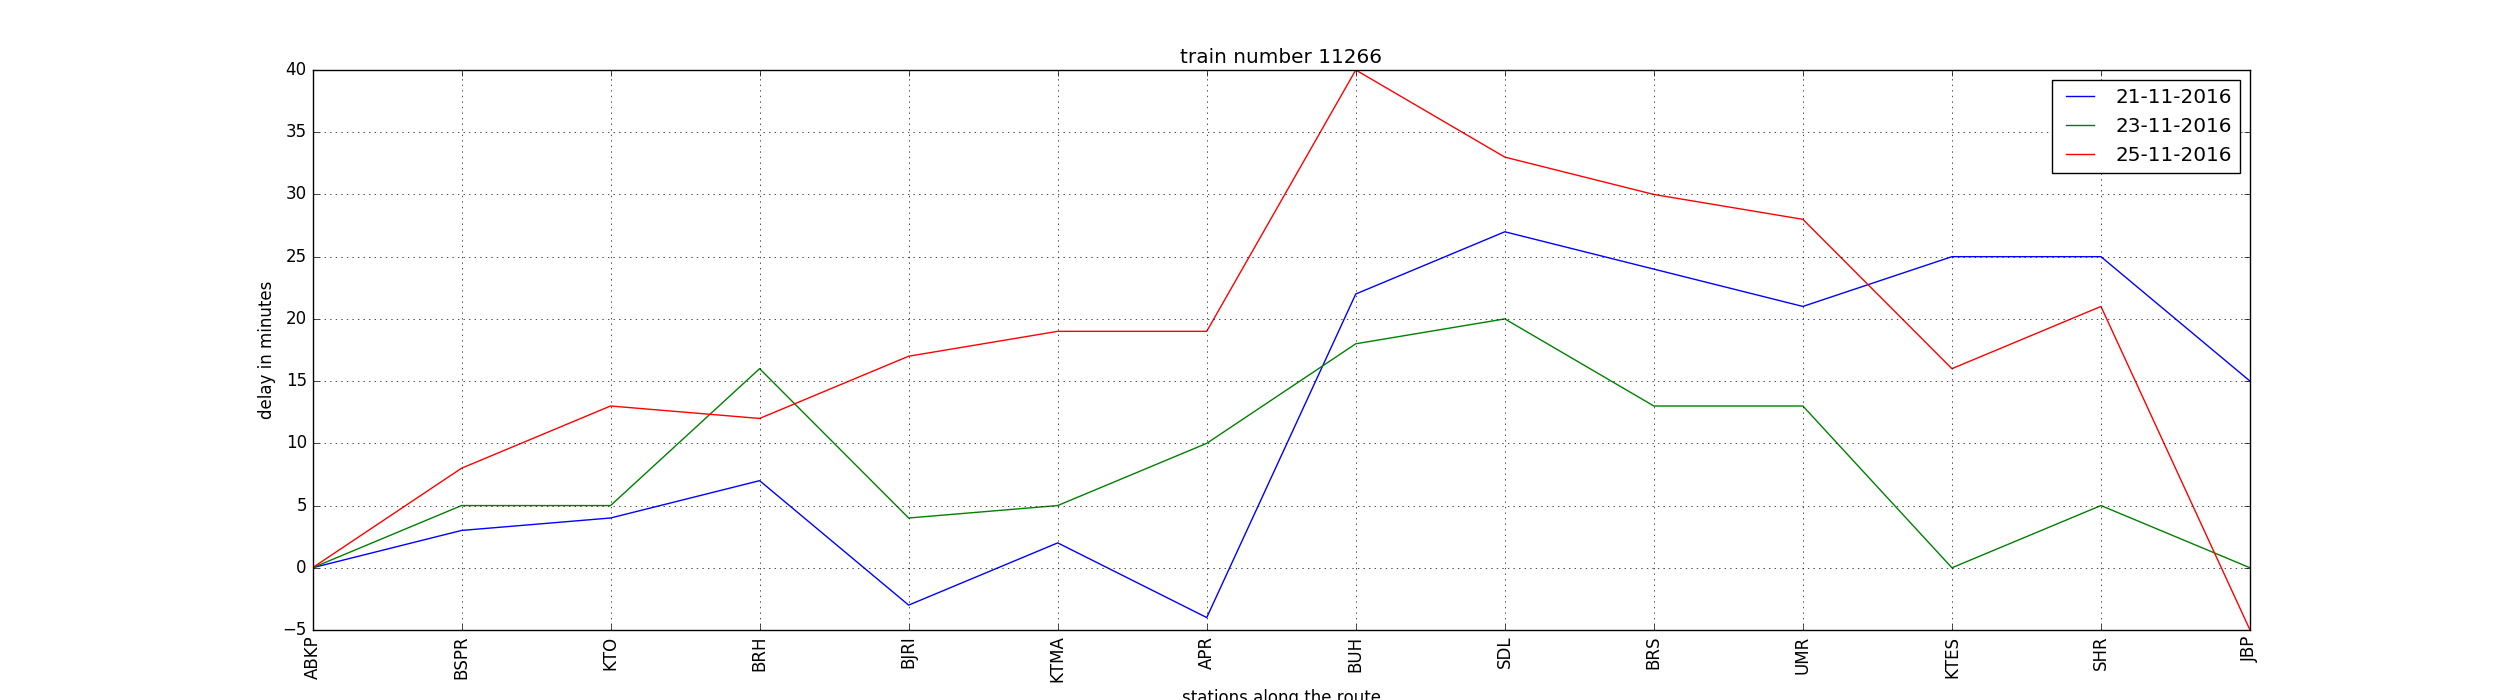 train number 11266
40
35
30
25
20
15
10
5
0
−5
delay in minutes
21-11-2016
23-11-2016
25-11-2016
ABKP
BSPR
KTO
BRH
BJRI
KTMA
APR
BUH
SDL
BRS
UMR
KTES
SHR
JBP
stations along the route